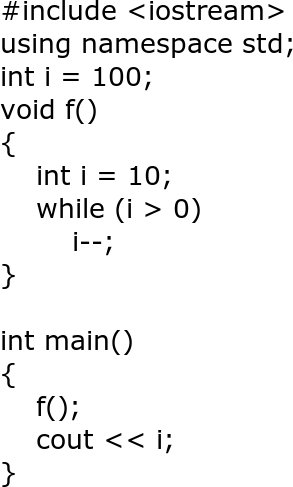 #include <iostream>
using namespace std;
int i = 100;
void f()
{
    int i = 10;
    while (i > 0)
        i--;
}

int main()
{
    f();
    cout << i;
}